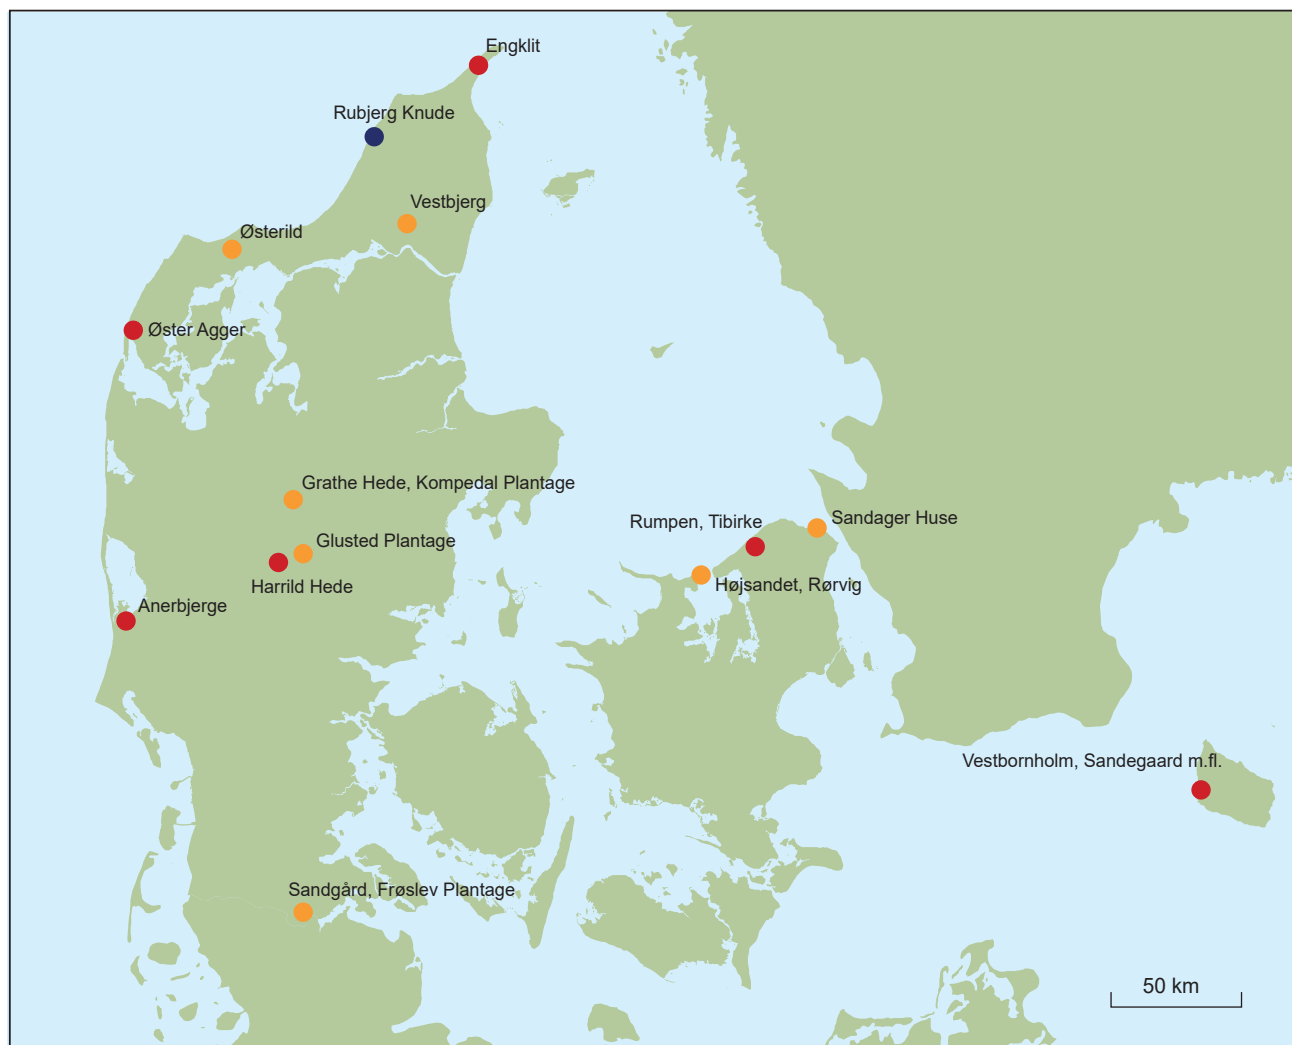 Engklit
Rubjerg Knude
Vestbjerg
Østerild
Øster Agger
Grathe Hede, Kompedal Plantage
Glusted Plantage
Harrild Hede
Anerbjerge
Rumpen, Tibirke
Sandager Huse
Højsandet, Rørvig
Vestbornholm, Sandegaard m.fl.
Sandgård, Frøslev Plantage
50 km